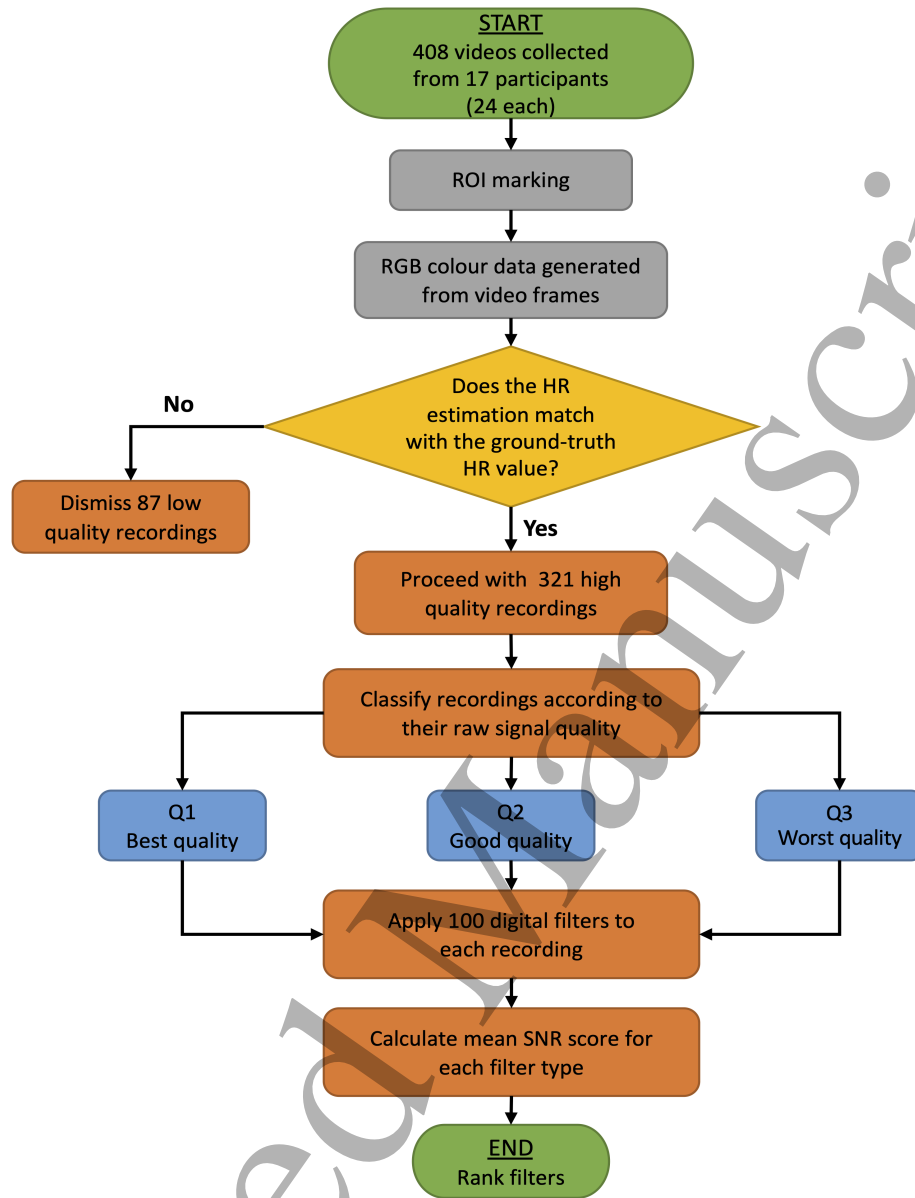 START
408 videos collected
from 17 participants
(24 each)
ROI marking
RGB colour data generated
from video frames
Does the HR
estimation match
with the ground-truth
HR value?
No
Dismiss 87 low
quality recordings
Yes
Proceed with  321 high
quality recordings
Classify recordings according to
their raw signal quality
Q1
Best quality
Q2
Good quality
Q3
Worst quality
Apply 100 digital filters to
each recording
Calculate mean SNR score for
each filter type
END
Rank filters
ed Manuscri